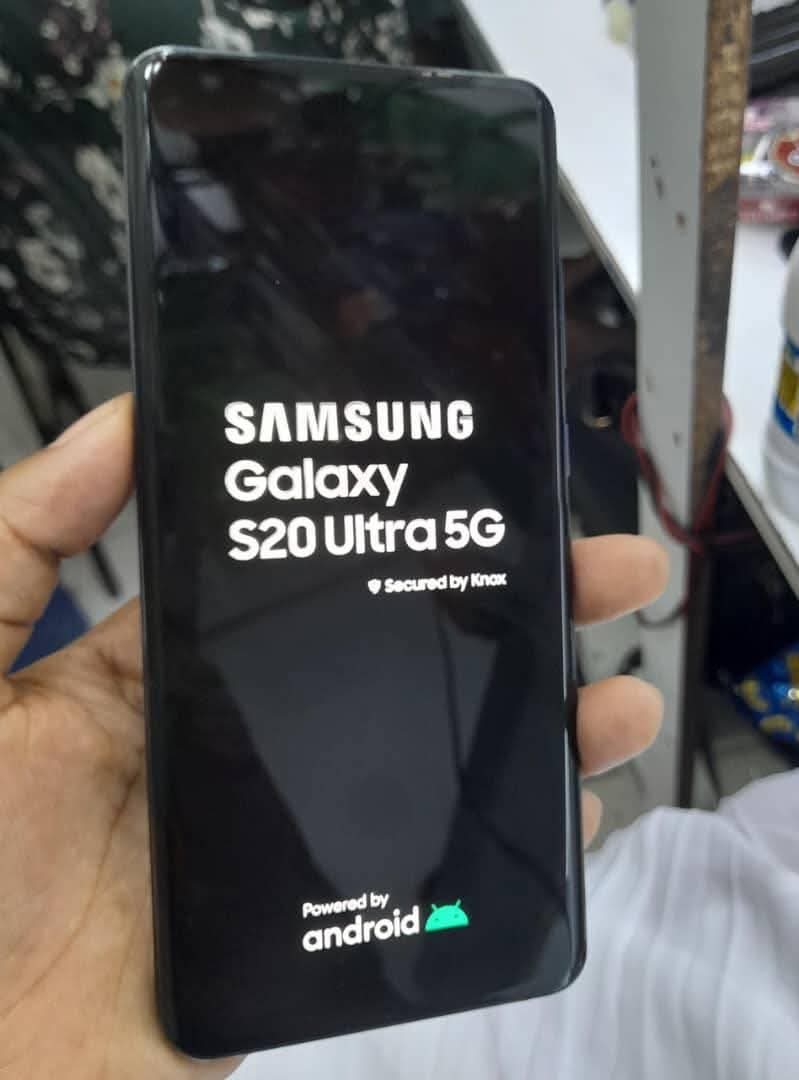 SAMSUNG
Galaxy
S20 Ultra 5G
Secured by Knox
Powered by
android